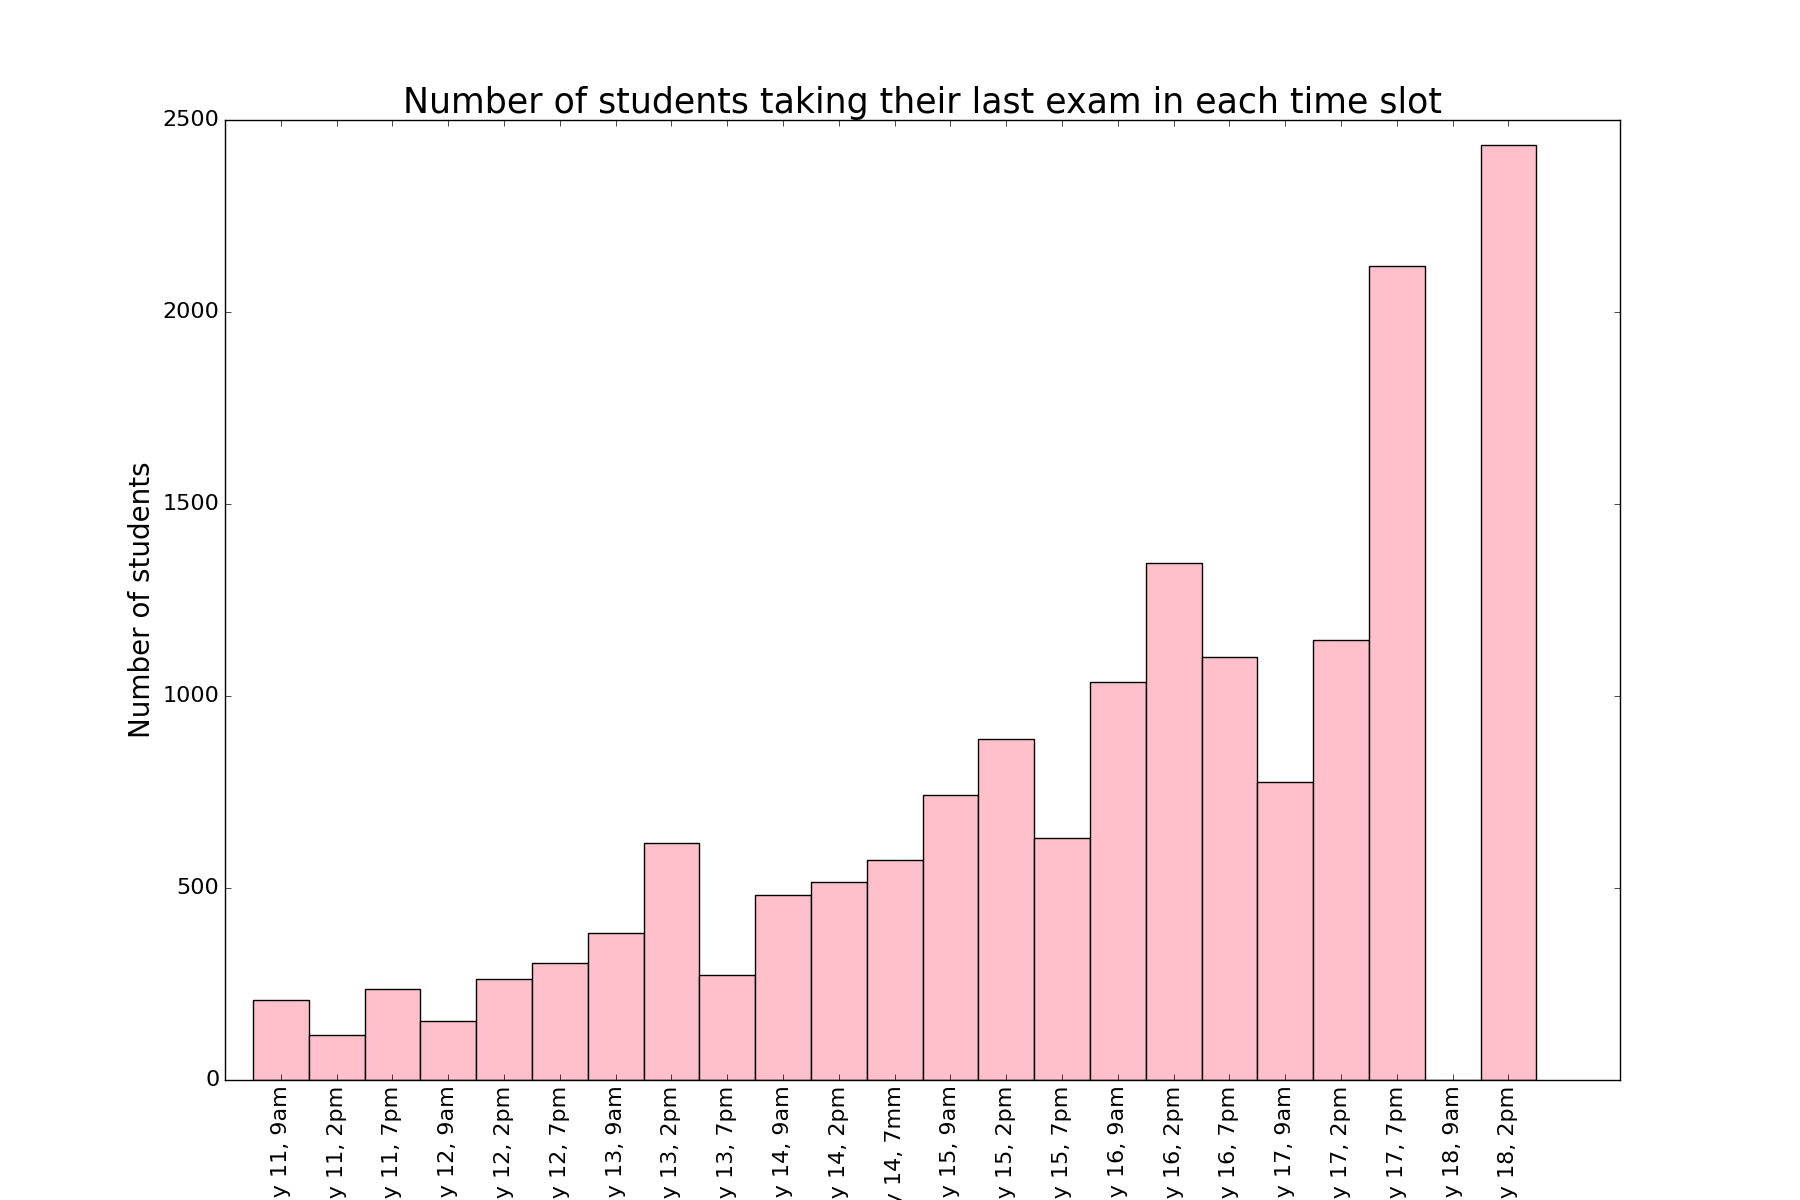 Number of students taking their last exam in each time slot
Number of students
2500
2000
1500
1000
500
0
y 11, 9am
y 11, 2pm
y 11, 7pm
y 12, 9am
y 12, 2pm
y 12, 7pm
y 13, 9am
y 13, 2pm
y 13, 7pm
y 14, 9am
y 14, 2pm
y 14, 7mm
y 15, 9am
y 15, 2pm
y 15, 7pm
y 16, 9am
y 16, 2pm
y 16, 7pm
y 17, 9am
y 17, 2pm
y 17, 7pm
y 18, 9am
y 18, 2pm